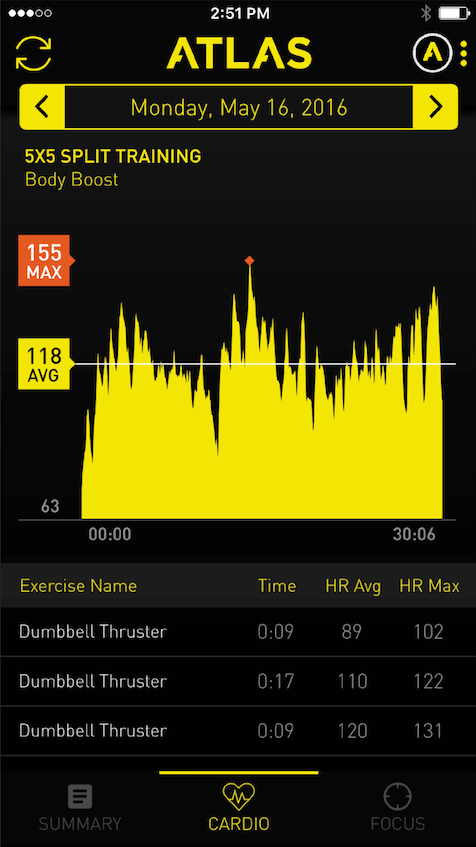 2:51 PM
ATLAS
A
Monday, May 16, 2016
5X5 SPLIT TRAINING
Body Boost
155
MAX
118
AVG
63
00:00 30:06
Exercise Name Time HR Avg HR Max
Dumbbell Thruster 0:09 89 102
Dumbbell Thruster 0:17 110 122
Dumbbell Thruster 0:09 120 131
SUMMARY CARDIO FOCUS